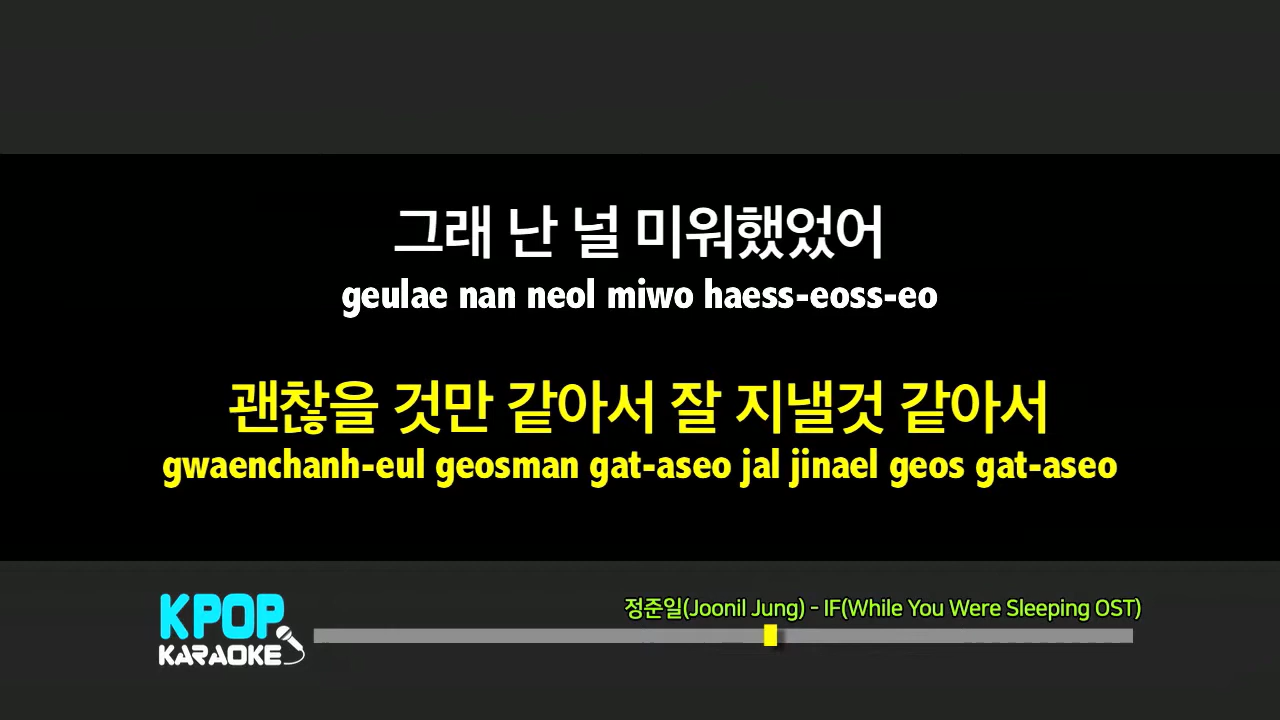 그래 난 널 미워했었어
geulae nan neol miwo haess-eoss-eo
괜찮을 것만 같아서 잘 지낼것 같아서
gwaenchanh-eul geosman gat-aseo jal jinael geos gat-aseo
정준일(Joonil Jung) - IF(While You Were Sleeping OST)
KPOP
KARAOKE